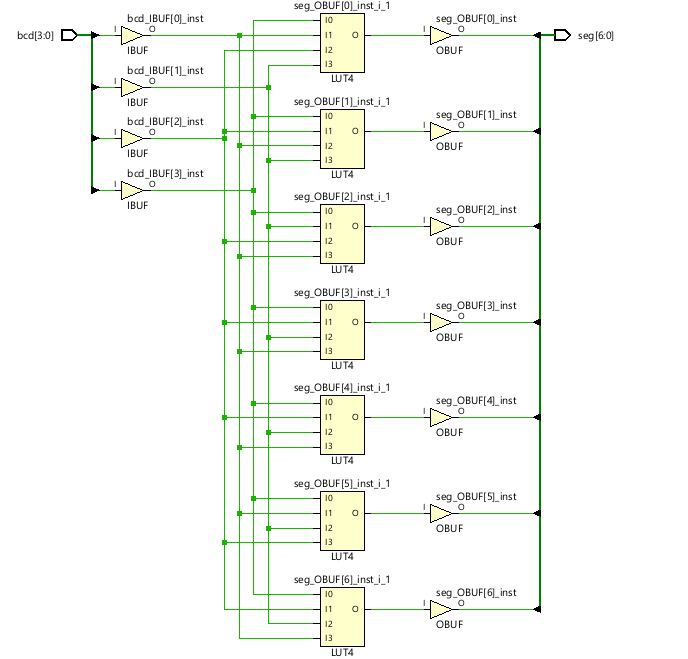 bcd[3:0]
bcd_IBUF[0]_inst
I O
IBUF
bcd_IBUF[1]_inst
I O
IBUF
bcd_IBUF[2]_inst
I O
IBUF
bcd_IBUF[3]_inst
I O
IBUF
seg_OBUF[0]_inst_i_1
I0
I1 O
I2
I3
LUT4
seg_OBUF[0]_inst
I O
OBUF
seg[6:0]
seg_OBUF[1]_inst_i_1
I0
I1 O
I2
I3
LUT4
seg_OBUF[1]_inst
I O
OBUF
seg_OBUF[2]_inst_i_1
I0
I1 O
I2
I3
LUT4
seg_OBUF[2]_inst
I O
OBUF
seg_OBUF[3]_inst_i_1
I0
I1 O
I2
I3
LUT4
seg_OBUF[3]_inst
I O
OBUF
seg_OBUF[4]_inst_i_1
I0
I1 O
I2
I3
LUT4
seg_OBUF[4]_inst
I O
OBUF
seg_OBUF[5]_inst_i_1
I0
I1 O
I2
I3
LUT4
seg_OBUF[5]_inst
I O
OBUF
seg_OBUF[6]_inst_i_1
I0
I1 O
I2
I3
LUT4
seg_OBUF[6]_inst
I O
OBUF